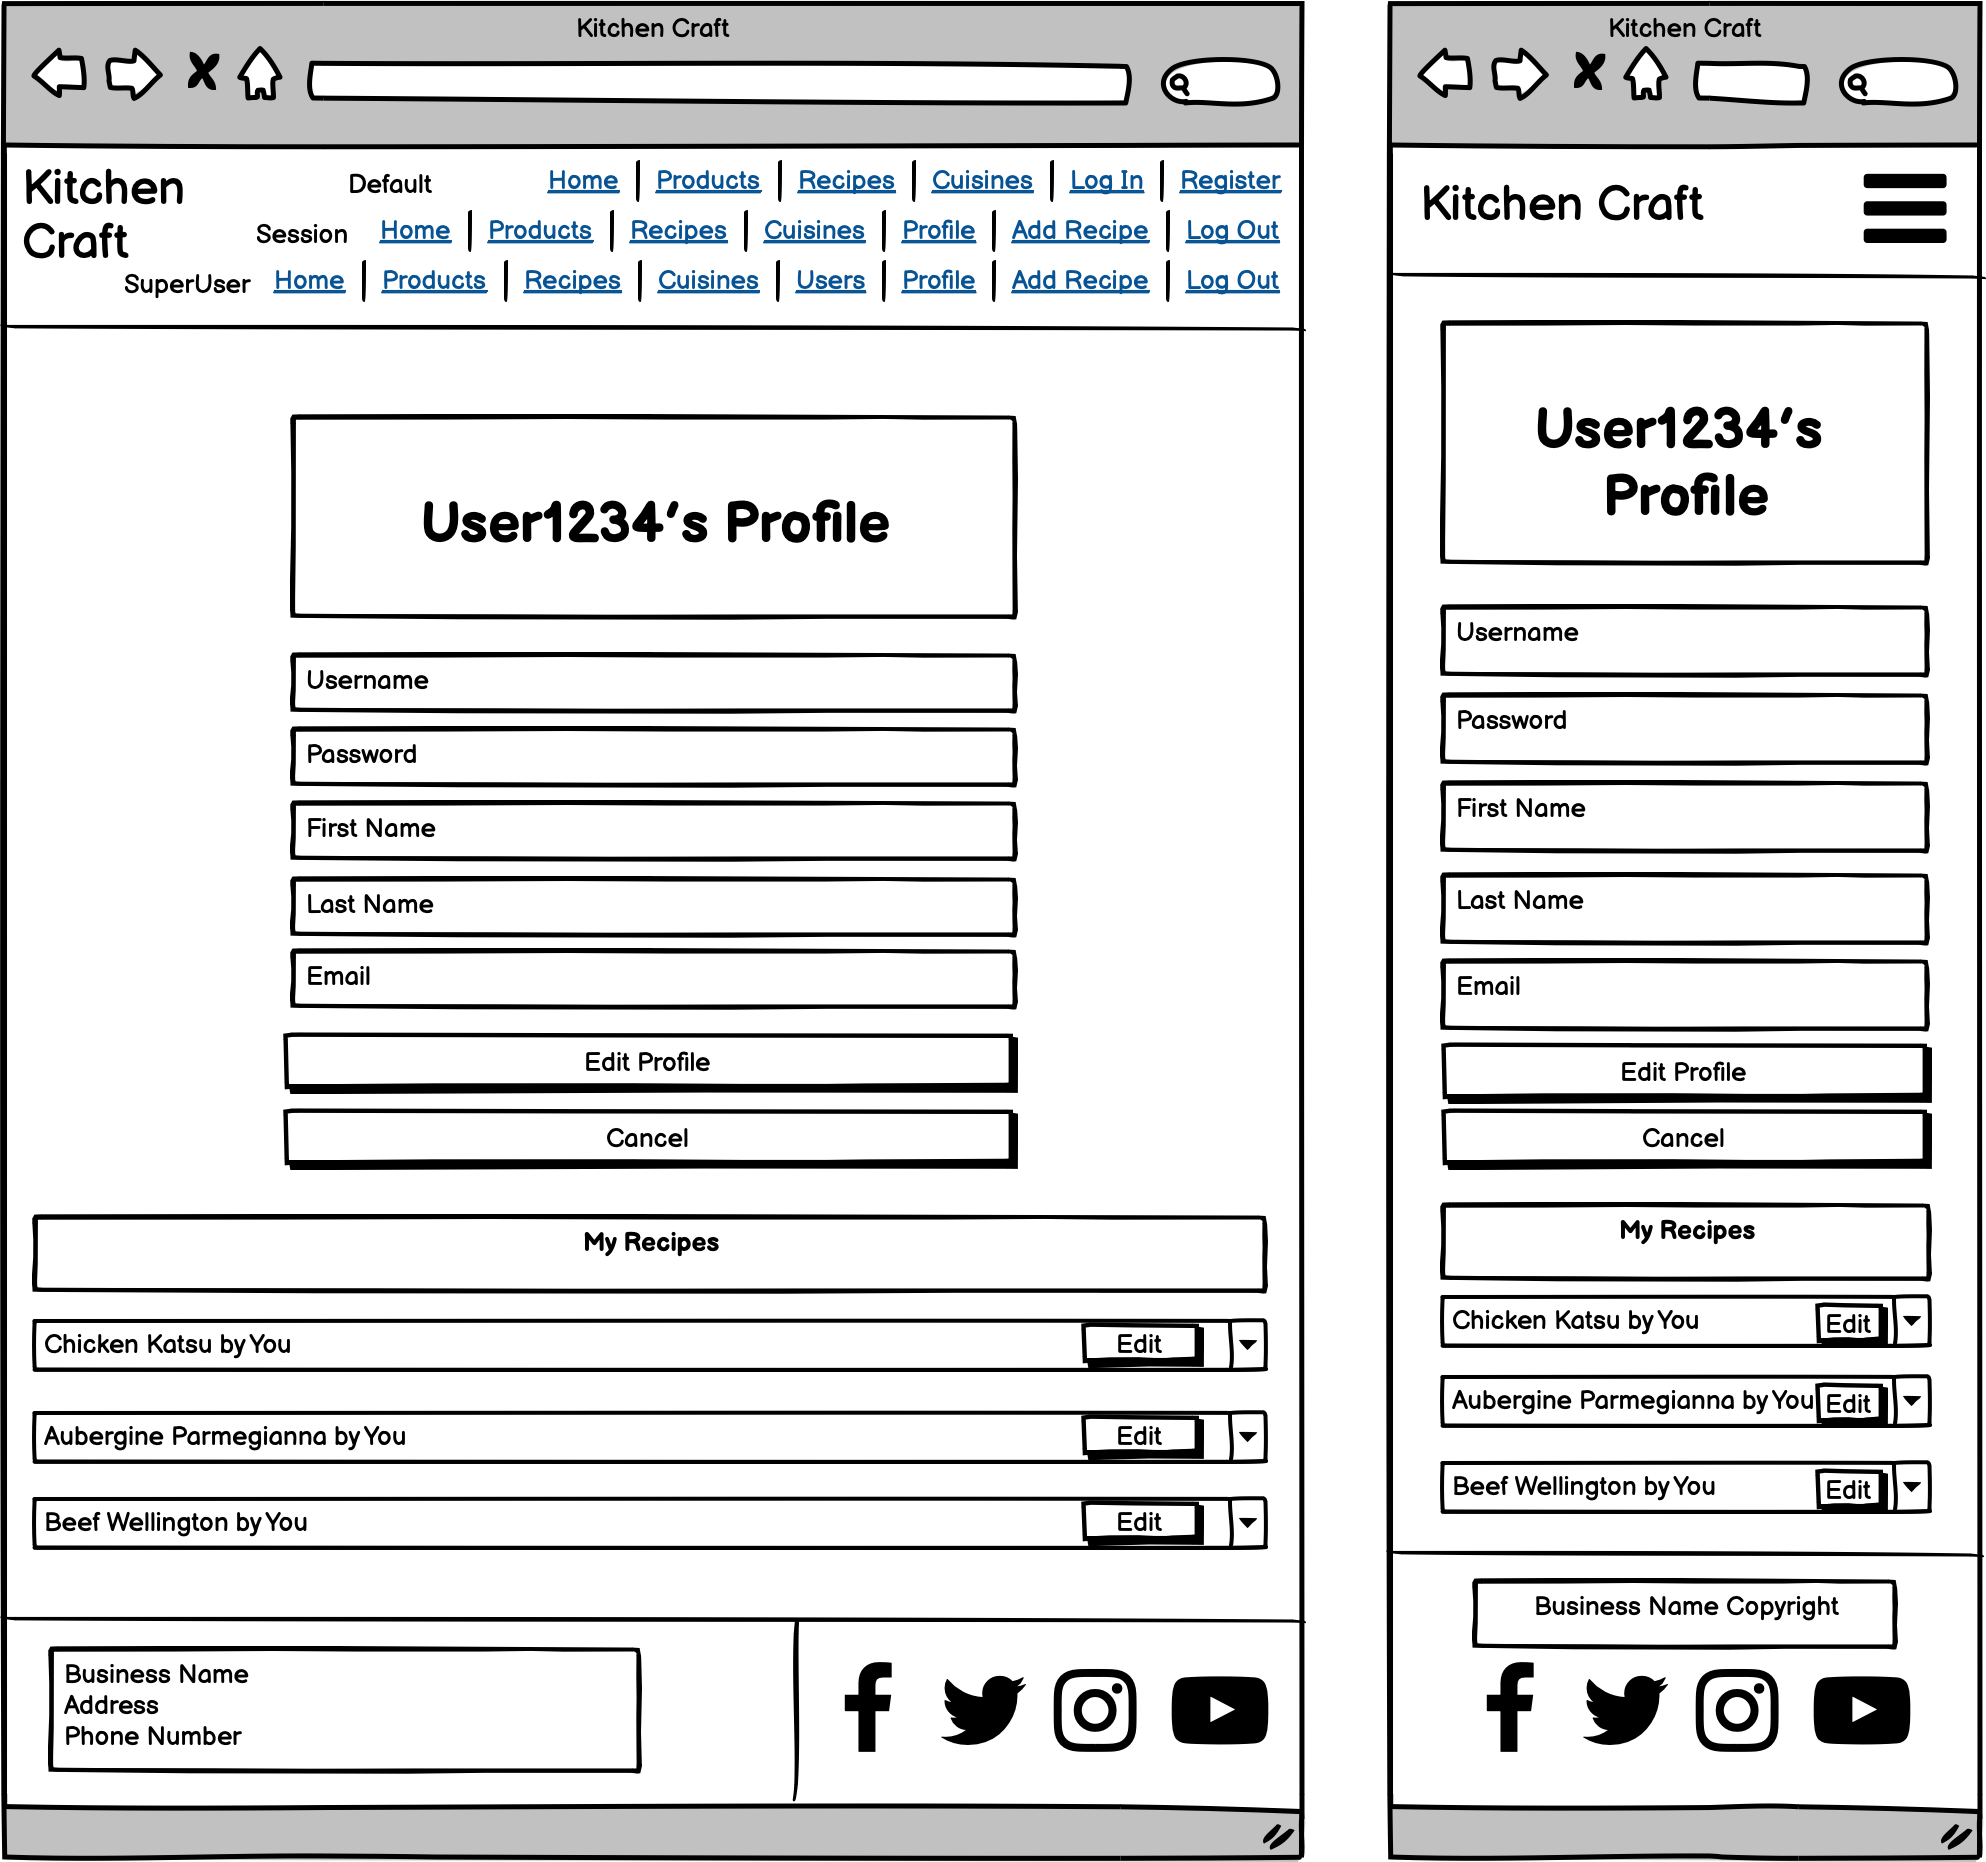 Kitchen Craft
Kitchen
Craft
Default Home Products Recipes Cuisines Log In Register
Session Home Products Recipes Cuisines Profile Add Recipe Log Out
SuperUser Home Products Recipes Cuisines Users Profile Add Recipe Log Out
User1234's Profile
Username
Password
First Name
Last Name
Email
Edit Profile
Cancel
My Recipes
Chicken Katsu by You Edit
Aubergine Parmegianna by You Edit
Beef Wellington by You Edit
Business Name
Address
Phone Number
Kitchen Craft
Kitchen Craft
User1234's
Profile
Username
Password
First Name
Last Name
Email
Edit Profile
Cancel
My Recipes
Chicken Katsu by You Edit
Aubergine Parmegianna by You Edit
Beef Wellington by You Edit
Business Name Copyright